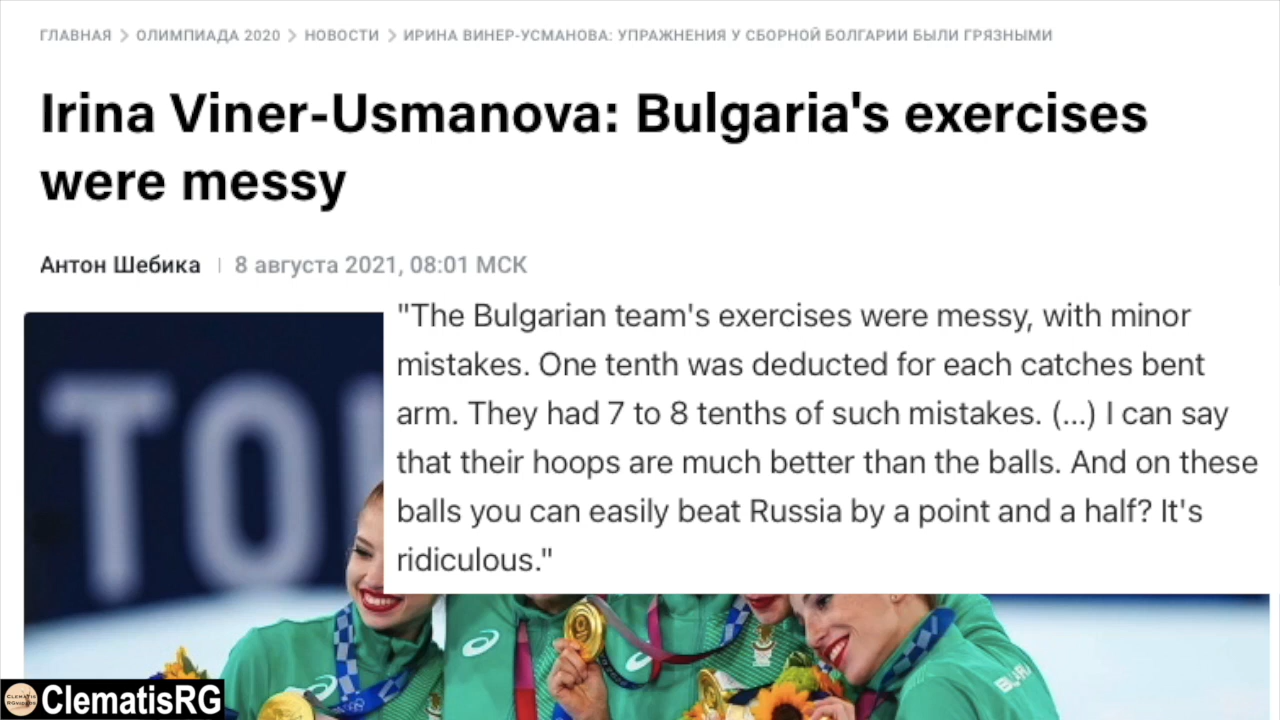 ГЛАВНАЯ > ОЛИМПИАДА 2020 > НОВОСТИ > ИРИНА ВИНЕР-УСМАНОВА: УПРАЖНЕНИЯ У СБОРНОЙ БОЛГАРИИ БЫЛИ ГРЯЗНЫМИ
Irina Viner-Usmanova: Bulgaria's exercises
were messy
Антон Шебика | 8 августа 2021, 08:01 МСК
"The Bulgarian team's exercises were messy, with minor
mistakes. One tenth was deducted for each catches bent
arm. They had 7 to 8 tenths of such mistakes. (...) I can say
that their hoops are much better than the balls. And on these
balls you can easily beat Russia by a point and a half? It's
ridiculous."
TO
ClematisRG